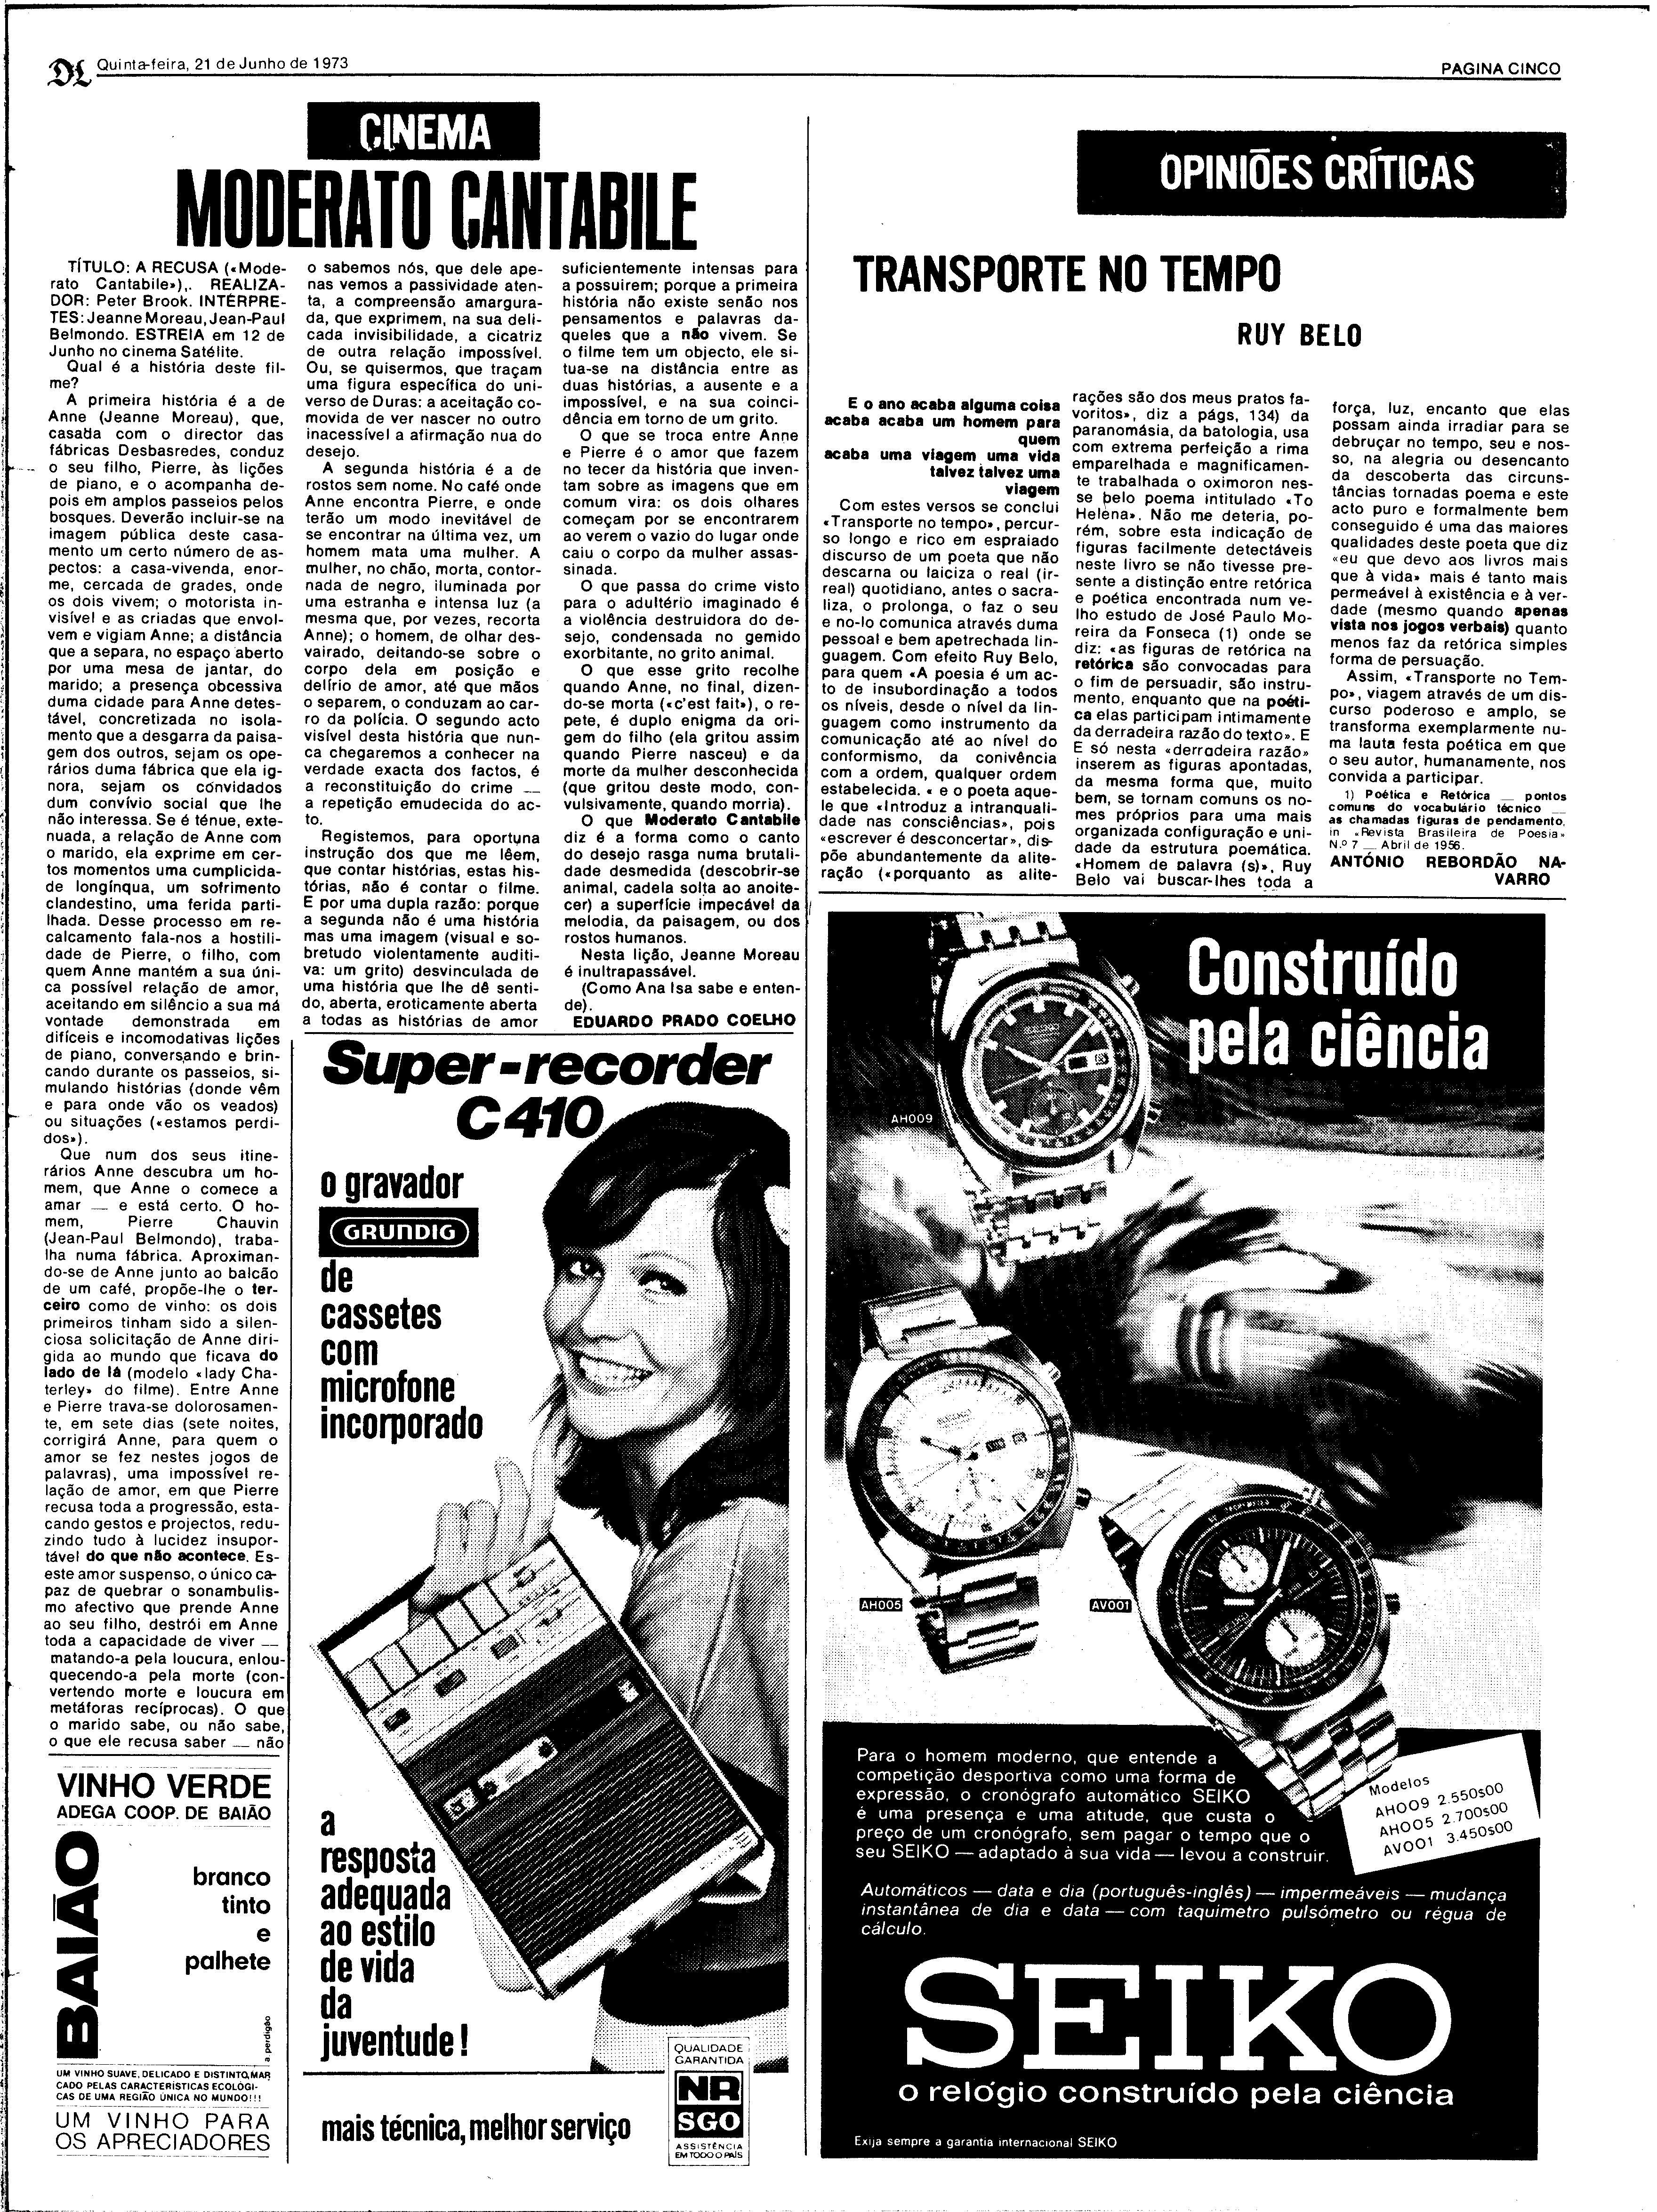 DL Quinta-feira, 21 de Junho de 1973
PAGINA CINCO
CINEMA
MODERATO CANTABILE
TÍTULO: A RECUSA («Mode-
rato Cantabile»),. REALIZA-
DOR: Peter Brook. INTÉRPRE-
TES: Jeanne Moreau, Jean-Paul
Belmondo. ESTREIA em 12 de
Junho no cinema Satélite.
Qual é a história deste fil-
me?
A primeira história é a de
Anne (Jeanne Moreau), que,
casada com o director das
fábricas Desbasredes, conduz
o seu filho, Pierre, às lições
de piano, e o acompanha de-
pois em amplos passeios pelos
bosques. Deverão incluir-se na
imagem pública deste casa-
mento um certo número de as-
pectos: a casa-vivenda, enor-
me, cercada de grades, onde
os dois vivem; o motorista in-
visível e as criadas que envol-
vem e vigiam Anne; a distância
que a separa, no espaço aberto
por uma mesa de jantar, do
marido; a presença obcessiva
duma cidade para Anne detes-
tável, concretizada no isola-
mento que a desgarra da paisa-
gem dos outros, sejam os ope-
rários duma fábrica que ela ig-
nora, sejam os convidados
dum convívio social que lhe
não interessa. Se é ténue, exte-
nuada, a relação de Anne com
o marido, ela exprime em cer-
tos momentos uma cumplicida-
de longínqua, um sofrimento
clandestino, uma ferida parti-
lhada. Desse processo em re-
calcamento fala-nos a hostili-
dade de Pierre, o filho, com
quem Anne mantém a sua úni-
ca possível relação de amor,
aceitando em silêncio a sua má
vontade demonstrada em
difíceis e incomodativas lições
de piano, conversando e brin-
cando durante os passeios, si-
mulando histórias (donde vêm
e para onde vão os veados)
ou situações («estamos perdi-
dos»).
Que num dos seus itine-
rários Anne descubra um ho-
mem, que Anne o comece a
amar — e está certo. O ho-
mem, Pierre Chauvin
(Jean-Paul Belmondo), traba-
lha numa fábrica. Aproximan-
do-se de Anne junto ao balcão
de um café, propõe-lhe o ter-
ceiro como de vinho: os dois
primeiros tinham sido a silen-
ciosa solicitação de Anne diri-
gida ao mundo que ficava do
lado de lá (modelo «lady Cha-
terley» do filme). Entre Anne
e Pierre trava-se dolorosamen-
te, em sete dias (sete noites,
corrigirá Anne, para quem o
amor se fez nestes jogos de
palavras), uma impossível re-
lação de amor, em que Pierre
recusa toda a progressão, esta-
cando gestos e projectos, redu-
zindo tudo à lucidez insupor-
tável do que não acontece. Es-
este amor suspenso, o único ca-
paz de quebrar o sonambulis-
mo afectivo que prende Anne
ao seu filho, destrói em Anne
toda a capacidade de viver —
matando-a pela loucura, enlou-
quecendo-a pela morte (con-
vertendo morte e loucura em
metáforas recíprocas). O que
o marido sabe, ou não sabe,
o que ele recusa saber — não
o sabemos nós, que dele ape-
nas vemos a passividade aten-
ta, a compreensão amargura-
da, que exprimem, na sua deli-
cada invisibilidade, a cicatriz
de outra relação impossível.
Ou, se quisermos, que traçam
uma figura específica do uni-
verso de Duras: a aceitação co-
movida de ver nascer no outro
inacessível a afirmação nua do
desejo.
A segunda história é a de
rostos sem nome. No café onde
Anne encontra Pierre, e onde
terão um modo inevitável de
se encontrar na última vez, um
homem mata uma mulher. A
mulher, no chão, morta, contor-
nada de negro, iluminada por
uma estranha e intensa luz (a
mesma que, por vezes, recorta
Anne); o homem, de olhar des-
vairado, deitando-se sobre o
corpo dela em posição e
delírio de amor, até que mãos
o separem, o conduzam ao car-
ro da polícia. O segundo acto
visível desta história que nun-
ca chegaremos a conhecer na
verdade exacta dos factos, é
a reconstituição do crime —
a repetição emudecida do ac-
to.
Registemos, para oportuna
instrução dos que me lêem,
que contar histórias, estas his-
tórias, não é contar o filme.
E por uma dupla razão: porque
a segunda não é uma história
mas uma imagem (visual e so-
bretudo violentamente auditi-
va: um grito) desvinculada de
uma história que lhe dê senti-
do, aberta, eroticamente aberta
a todas as histórias de amor
suficientemente intensas para
a possuirem; porque a primeira
história não existe senão nos
pensamentos e palavras da-
queles que a não vivem. Se
o filme tem um objecto, ele si-
tua-se na distância entre as
duas histórias, a ausente e a
impossível, e na sua coinci-
dência em torno de um grito.
O que se troca entre Anne
e Pierre é o amor que fazem
no tecer da história que inven-
tam sobre as imagens que em
comum vira: os dois olhares
começam por se encontrarem
ao verem o vazio do lugar onde
caiu o corpo da mulher assas-
sinada.
O que passa do crime visto
para o adultério imaginado é
a violência destruidora do de-
sejo, condensada no gemido
exorbitante, no grito animal.
O que esse grito recolhe
quando Anne, no final, dizen-
do-se morta («c'est fait»), o re-
pete, é duplo enigma da ori-
gem do filho (ela gritou assim
quando Pierre nasceu) e da
morte da mulher desconhecida
(que gritou deste modo, con-
vulsivamente, quando morria).
O que Moderato Cantabile
diz é a forma como o canto
do desejo rasga numa brutali-
dade desmedida (descobrir-se
animal, cadela solta ao anoite-
cer) a superfície impecável da
melodia, da paisagem, ou dos
rostos humanos.
Nesta lição, Jeanne Moreau
é inultrapassável.
(Como Ana Isa sabe e enten-
de).
EDUARDO PRADO COELHO
OPINIÕES CRÍTICAS
TRANSPORTE NO TEMPO
RUY BELO
E o ano acaba alguma coisa
acaba acaba um homem para
quem
acaba uma viagem uma vida
talvez talvez uma
viagem
Com estes versos se conclui
«Transporte no tempo», percur-
so longo e rico em espraiado
discurso de um poeta que não
descarna ou laiciza o real (ir-
real) quotidiano, antes o sacra-
liza, o prolonga, o faz o seu
e no-lo comunica através duma
pessoal e bem apetrechada lin-
guagem. Com efeito Ruy Belo,
para quem «A poesia é um ac-
to de insubordinação a todos
os níveis, desde o nível da lin-
guagem como instrumento da
comunicação até ao nível do
conformismo, da conivência
com a ordem, qualquer ordem
estabelecida. « e o poeta aque-
le que «Introduz a intranquali-
dade nas consciências», pois
«escrever é desconcertar», dis-
põe abundantemente da alite-
ração («porquanto as alite-
rações são dos meus pratos fa-
voritos», diz a págs, 134) da
paranomásia, da batologia, usa
com extrema perfeição a rima
emparelhada e magnificamen-
te trabalhada o oximoron nes-
se belo poema intitulado «To
Helena». Não me deteria, po-
rém, sobre esta indicação de
figuras facilmente detectáveis
neste livro se não tivesse pre-
sente a distinção entre retórica
e poética encontrada num ve-
lho estudo de José Paulo Mo-
reira da Fonseca (1) onde se
diz: «as figuras de retórica na
retórica são convocadas para
o fim de persuadir, são instru-
mento, enquanto que na poéti-
ca elas participam intimamente
da derradeira razão do texto». E
E só nesta «derradeira razão»
inserem as figuras apontadas,
da mesma forma que, muito
bem, se tornam comuns os no-
mes próprios para uma mais
organizada configuração e uni-
dade da estrutura poemática.
«Homem de palavra (s)», Ruy
Belo vai buscar-lhes toda a
força, luz, encanto que elas
possam ainda irradiar para se
debruçar no tempo, seu e nos-
so, na alegria ou desencanto
da descoberta das circuns-
tâncias tornadas poema e este
acto puro e formalmente bem
conseguido é uma das maiores
qualidades deste poeta que diz
«eu que devo aos livros mais
que à vida» mais é tanto mais
permeável à existência e à ver-
dade (mesmo quando apenas
vista nos jogos verbais) quanto
menos faz da retórica simples
forma de persuação.
Assim, «Transporte no Tem-
po», viagem através de um dis-
curso poderoso e amplo, se
transforma exemplarmente nu-
ma lauta festa poética em que
o seu autor, humanamente, nos
convida a participar.
1) Poética e Retórica — pontos
comuns do vocabulário técnico —
as chamadas figuras de pendamento.
in «Revista Brasileira de Poesia»
N.º 7 — Abril de 1956.
ANTÓNIO REBORDÃO NA-
VARRO
VINHO VERDE
ADEGA COOP. DE BAIÃO
BAIÃO
branco
tinto
e
palhete
a perdigão
UM VINHO SUAVE, DELICADO E DISTINTO, MAR
CADO PELAS CARACTERÍSTICAS ECOLOGI-
CAS DE UMA REGIÃO ÚNICA NO MUNDO!!!
UM VINHO PARA
OS APRECIADORES
Super-recorder
C 410
o gravador
GRUNDIG
de
cassetes
com
microfone
incorporado
a
resposta
adequada
ao estilo
de vida
da
juventude!
mais técnica, melhor serviço
QUALIDADE
GARANTIDA
NR
SGO
ASSISTÊNCIA
EM TODO O PAÍS
Construído
pela ciência
AH009
AH005
AV001
Para o homem moderno, que entende a
competição desportiva como uma forma de
expressão, o cronógrafo automático SEIKO
é uma presença e uma atitude, que custa o
preço de um cronógrafo, sem pagar o tempo que o
seu SEIKO — adaptado à sua vida — levou a construir.
Modelos
AH009 2.550$00
AH005 2.700$00
AV001 3.450$00
Automáticos — data e dia (português-inglês) — impermeáveis — mudança
instantânea de dia e data — com taquímetro pulsómetro ou régua de
cálculo.
SEIKO
o relógio construído pela ciência
Exija sempre a garantia internacional SEIKO